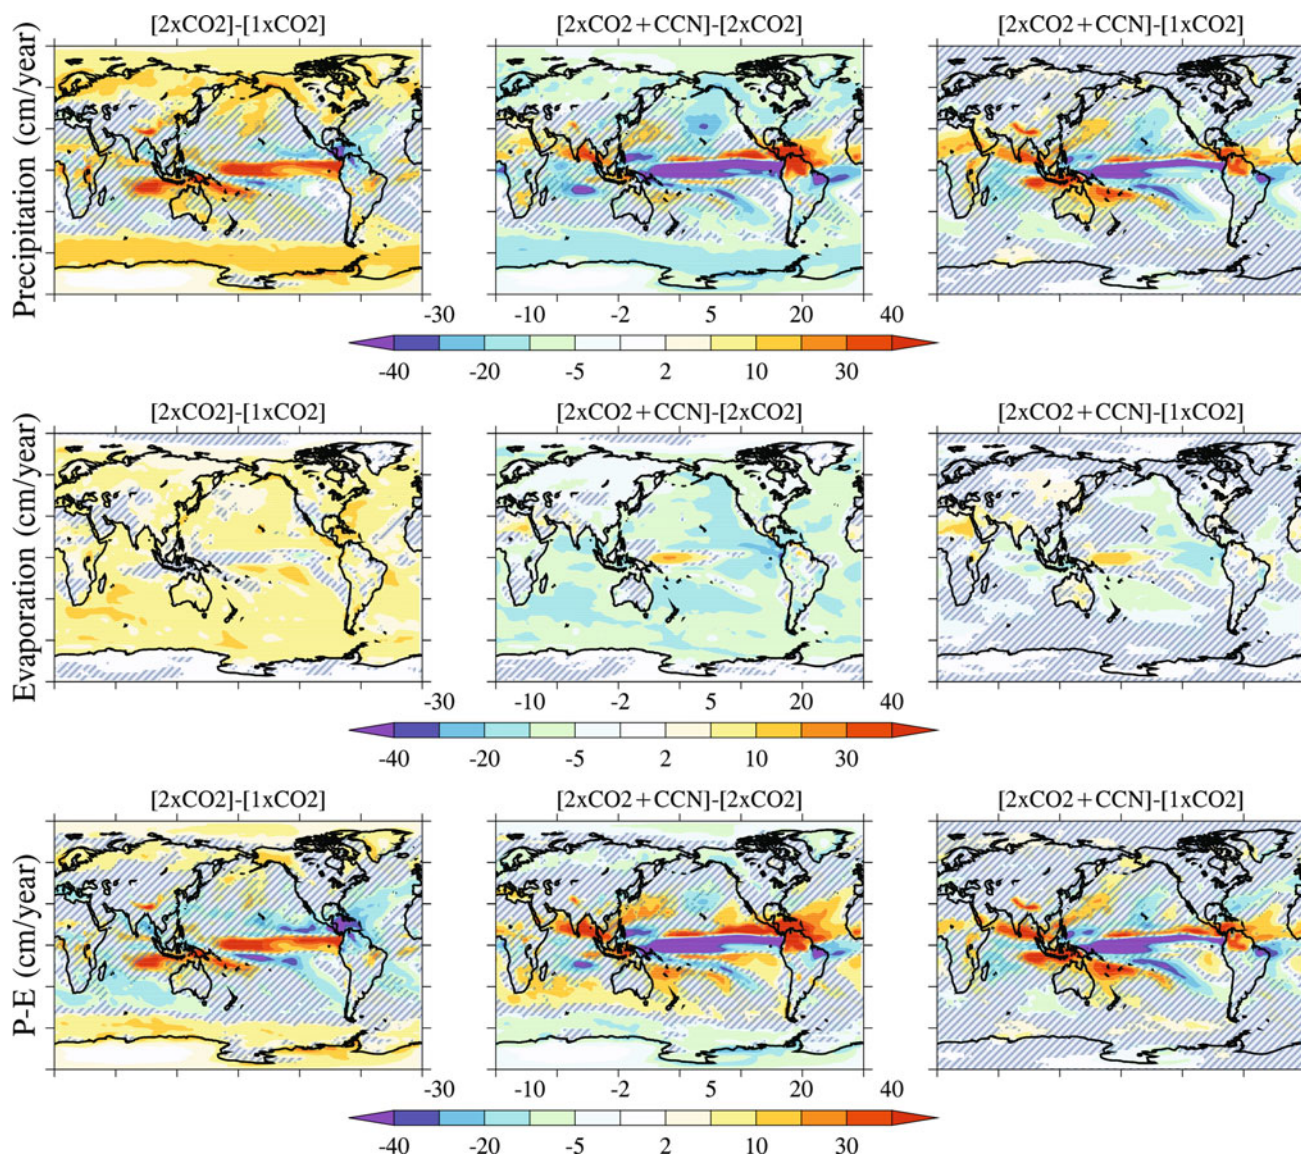 [2xCO2]-[1xCO2] [2xCO2+CCN]-[2xCO2] [2xCO2+CCN]-[1xCO2]
Precipitation (cm/year)
-30 -10 -2 5 20 40
-40 -20 -5 2 10 30
[2xCO2]-[1xCO2] [2xCO2+CCN]-[2xCO2] [2xCO2+CCN]-[1xCO2]
Evaporation (cm/year)
-30 -10 -2 5 20 40
-40 -20 -5 2 10 30
[2xCO2]-[1xCO2] [2xCO2+CCN]-[2xCO2] [2xCO2+CCN]-[1xCO2]
P-E (cm/year)
-30 -10 -2 5 20 40
-40 -20 -5 2 10 30